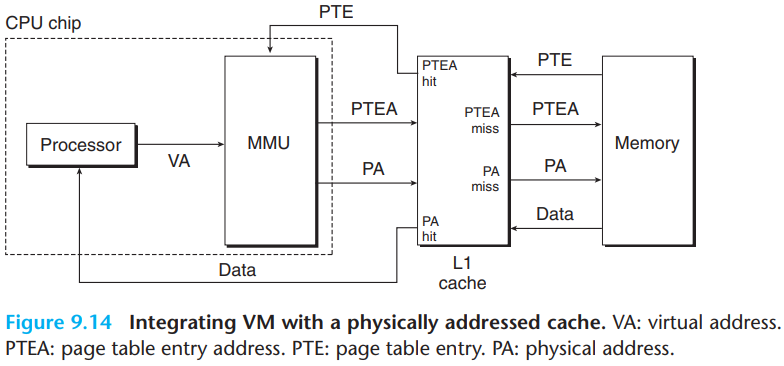 PTE
CPU chip
PTEA
hit
PTE
PTEA
PTEA
miss
PTEA
Processor
VA
MMU
Memory
PA
PA
miss
PA
PA
hit
Data
Data
L1
cache
Figure 9.14 Integrating VM with a physically addressed cache. VA: virtual address.
PTEA: page table entry address. PTE: page table entry. PA: physical address.